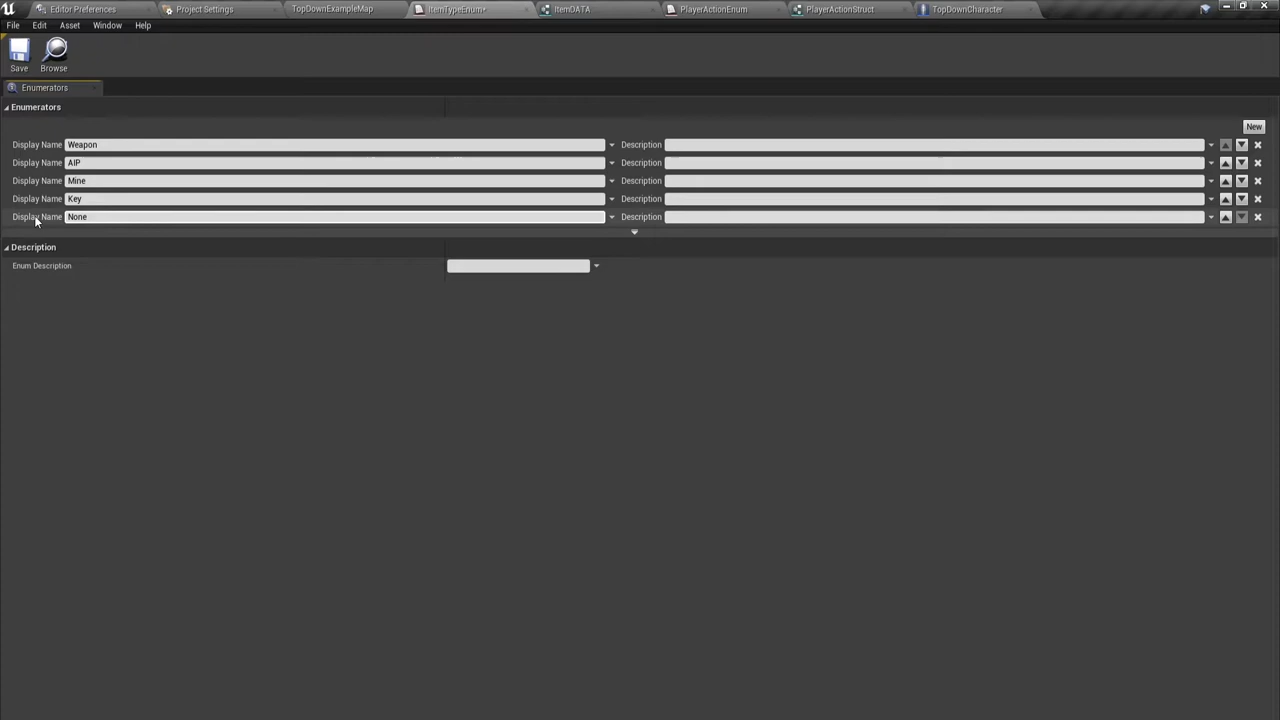 Editor Preferences Project Settings TopDownExampleMap ItemTypeEnum* ItemDATA PlayerActionEnum PlayerActionStruct TopDownCharacter
File Edit Asset Window Help
Save Browse
Enumerators
Enumerators
New
Display Name Weapon Description
Display Name AIP Description
Display Name Mine Description
Display Name Key Description
Display Name None Description
Description
Enum Description